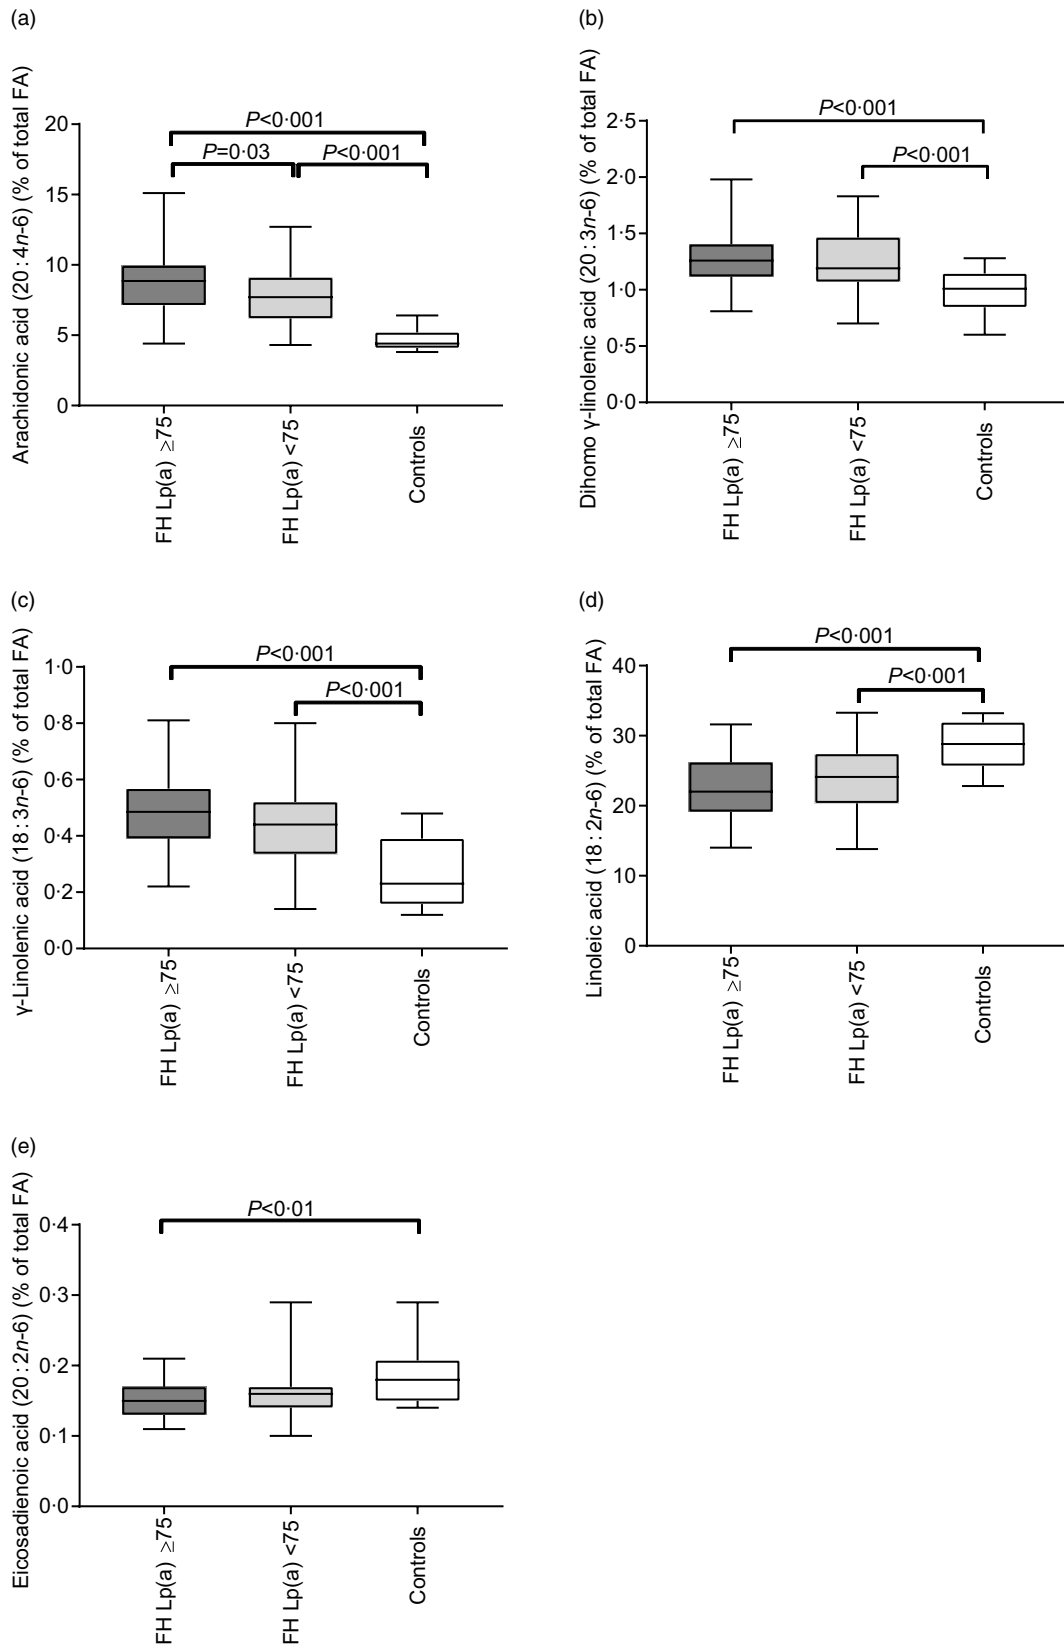 (a)
Arachidonic acid (20:4n-6) (% of total FA)
20
15
10
5
0
P<0·001
P=0·03
P<0·001
FH Lp(a) ≥75
FH Lp(a) <75
Controls
(b)
Dihomo γ-linolenic acid (20:3n-6) (% of total FA)
2·5
2·0
1·5
1·0
0·5
0·0
P<0·001
P<0·001
FH Lp(a) ≥75
FH Lp(a) <75
Controls
(c)
γ-Linolenic acid (18:3n-6) (% of total FA)
1·0
0·8
0·6
0·4
0·2
0·0
P<0·001
P<0·001
FH Lp(a) ≥75
FH Lp(a) <75
Controls
(d)
Linoleic acid (18:2n-6) (% of total FA)
40
30
20
10
0
P<0·001
P<0·001
FH Lp(a) ≥75
FH Lp(a) <75
Controls
(e)
Eicosadienoic acid (20:2n-6) (% of total FA)
0·4
0·3
0·2
0·1
0·0
P<0·01
FH Lp(a) ≥75
FH Lp(a) <75
Controls